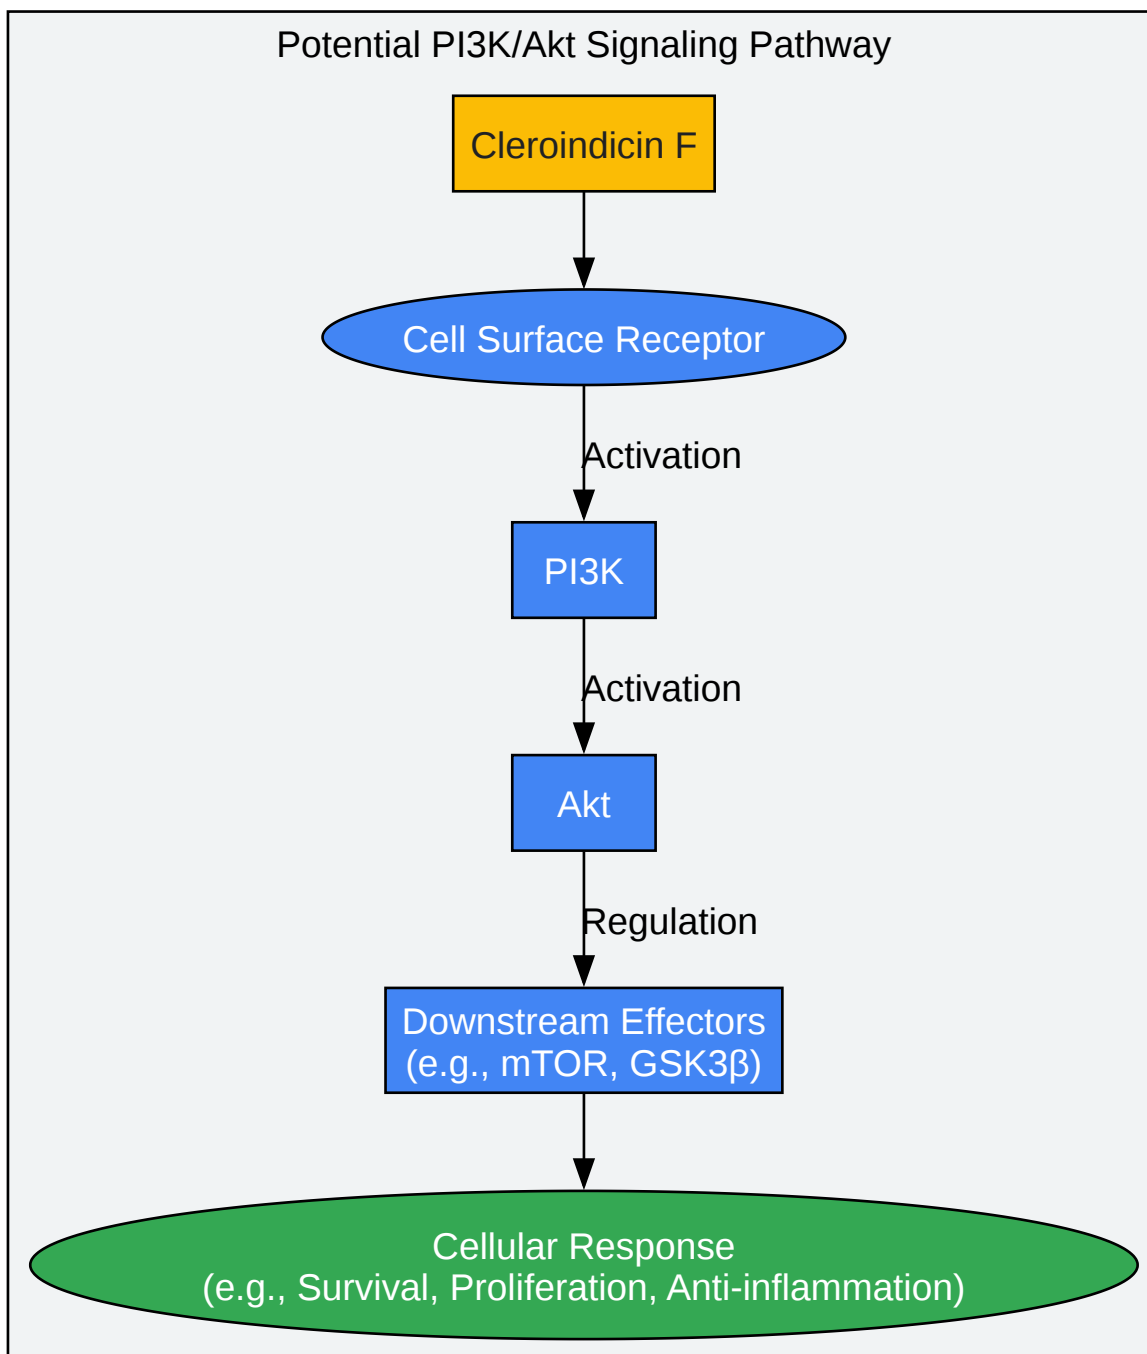 Potential PI3K/Akt Signaling Pathway
Cleroindicin F
Cell Surface Receptor
Activation
PI3K
Activation
Akt
Regulation
Downstream Effectors
(e.g., mTOR, GSK3β)
Cellular Response
(e.g., Survival, Proliferation, Anti-inflammation)